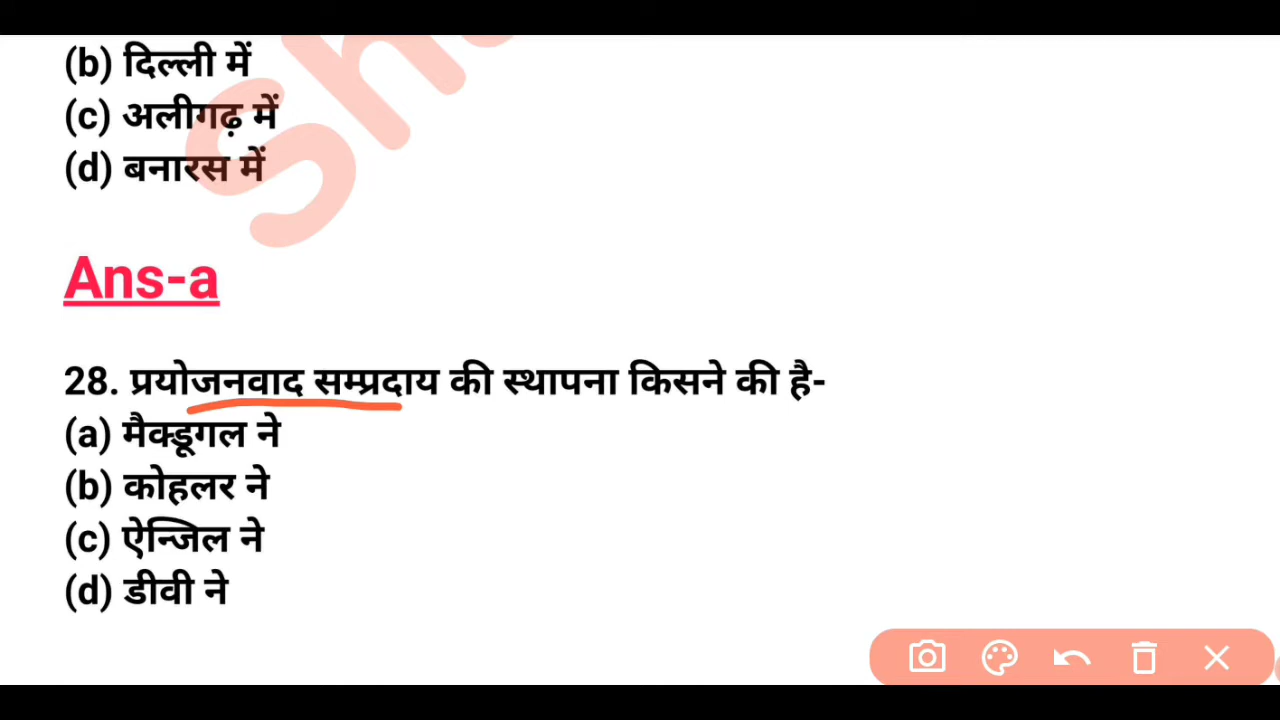 (b) दिल्ली में
(c) अलीगढ़ में
(d) बनारस में
Ans-a
28. प्रयोजनवाद सम्प्रदाय की स्थापना किसने की है-
(a) मैक्डूगल ने
(b) कोहलर ने
(c) ऐन्जिल ने
(d) डीवी ने